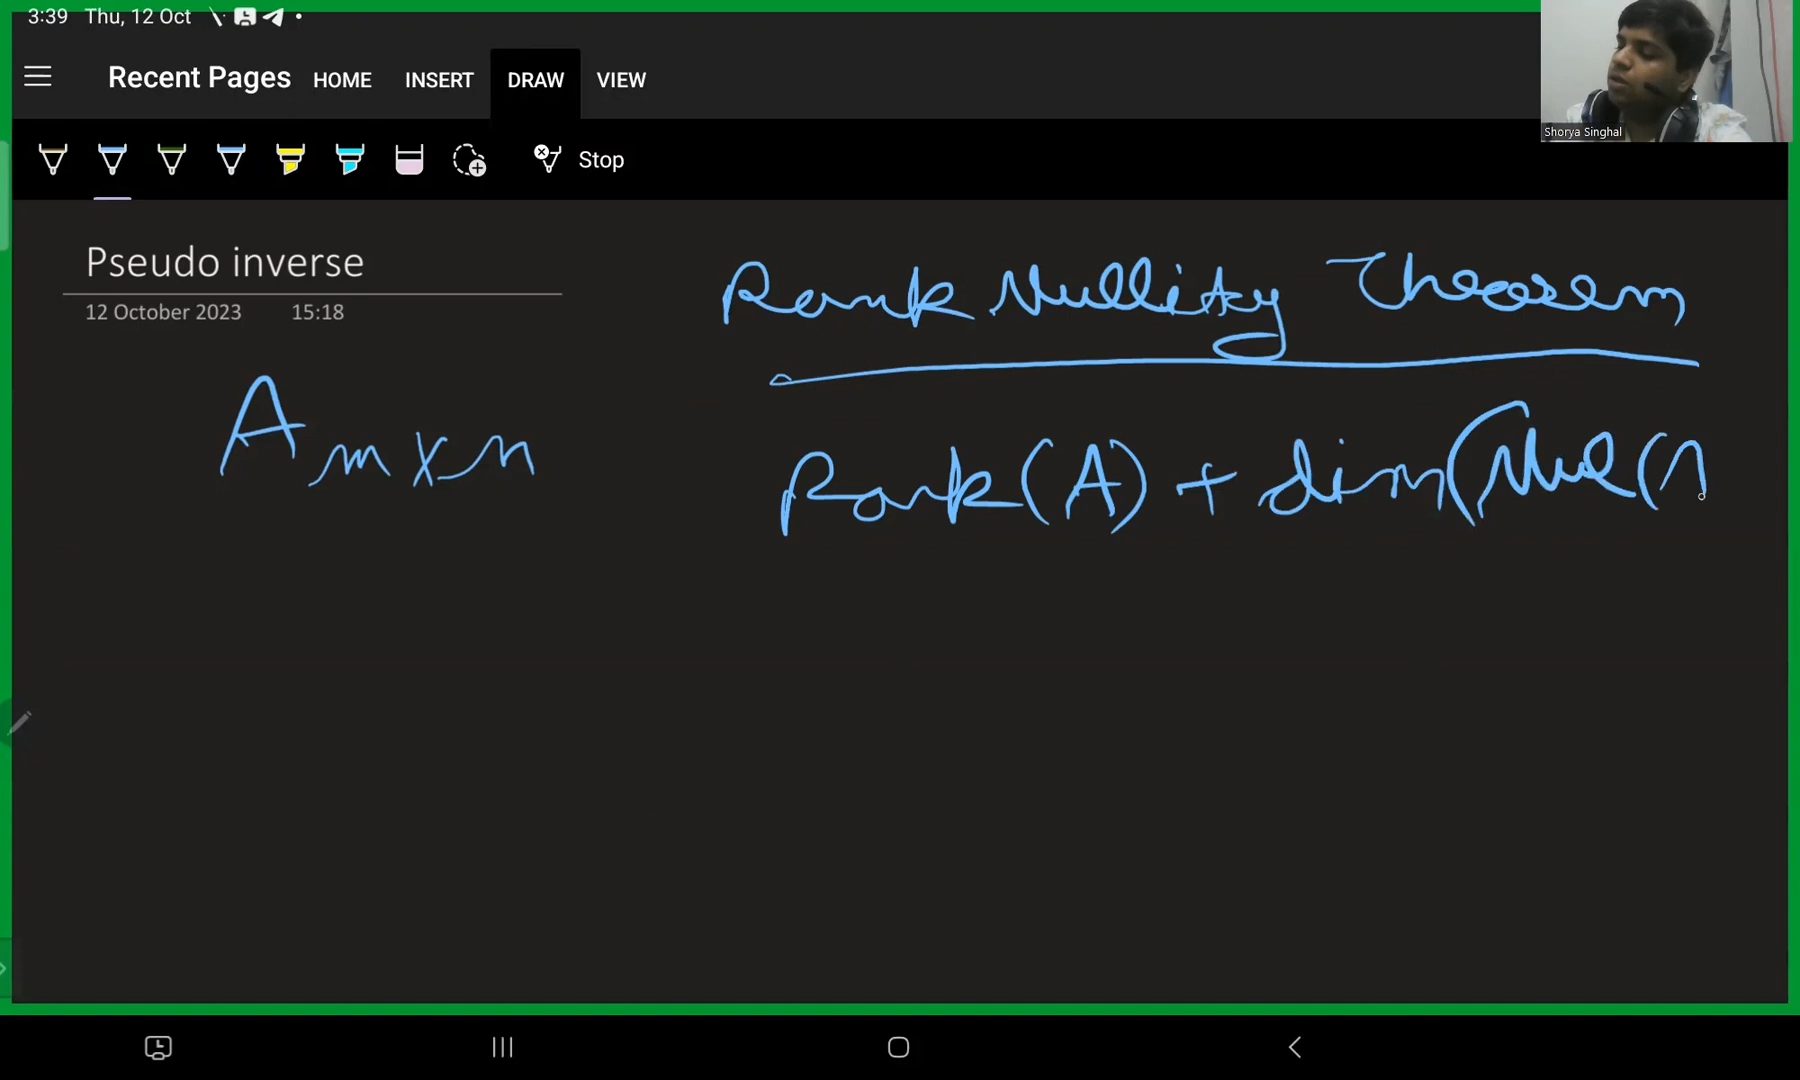 3:39 Thu, 12 Oct
Shorya Singhal
Recent Pages HOME INSERT DRAW VIEW
Stop
Pseudo inverse
12 October 2023 15:18
Rank Nullity Theorem
A m x n
Rank(A) + dim(Nul(A